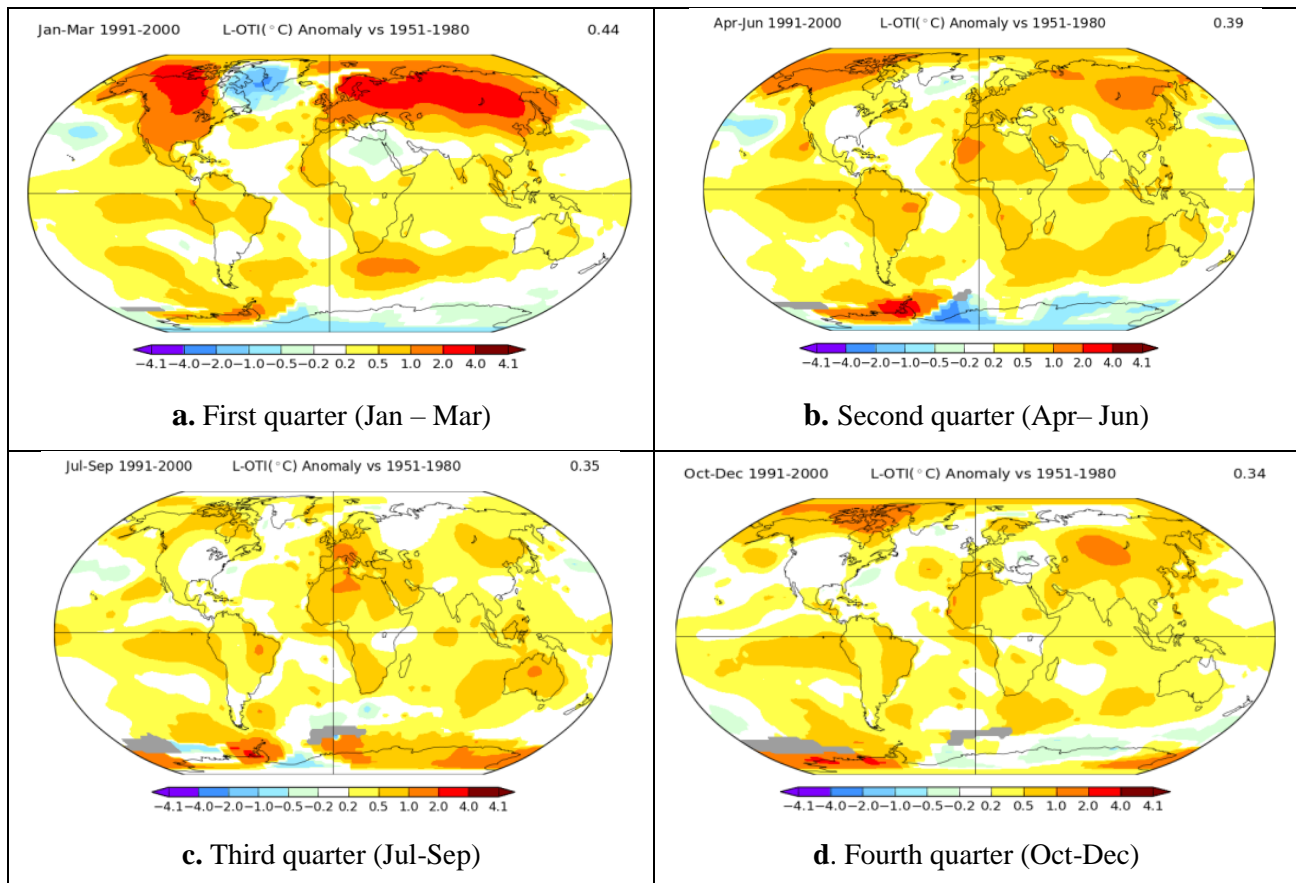 Jan-Mar 1991-2000 L-OTI(°C) Anomaly vs 1951-1980 0.44
−4.1 −4.0 −2.0 −1.0 −0.5 −0.2 0.2 0.5 1.0 2.0 4.0 4.1
a. First quarter (Jan – Mar)
Apr-Jun 1991-2000 L-OTI(°C) Anomaly vs 1951-1980 0.39
−4.1 −4.0 −2.0 −1.0 −0.5 −0.2 0.2 0.5 1.0 2.0 4.0 4.1
b. Second quarter (Apr– Jun)
Jul-Sep 1991-2000 L-OTI(°C) Anomaly vs 1951-1980 0.35
−4.1 −4.0 −2.0 −1.0 −0.5 −0.2 0.2 0.5 1.0 2.0 4.0 4.1
c. Third quarter (Jul-Sep)
Oct-Dec 1991-2000 L-OTI(°C) Anomaly vs 1951-1980 0.34
−4.1 −4.0 −2.0 −1.0 −0.5 −0.2 0.2 0.5 1.0 2.0 4.0 4.1
d. Fourth quarter (Oct-Dec)